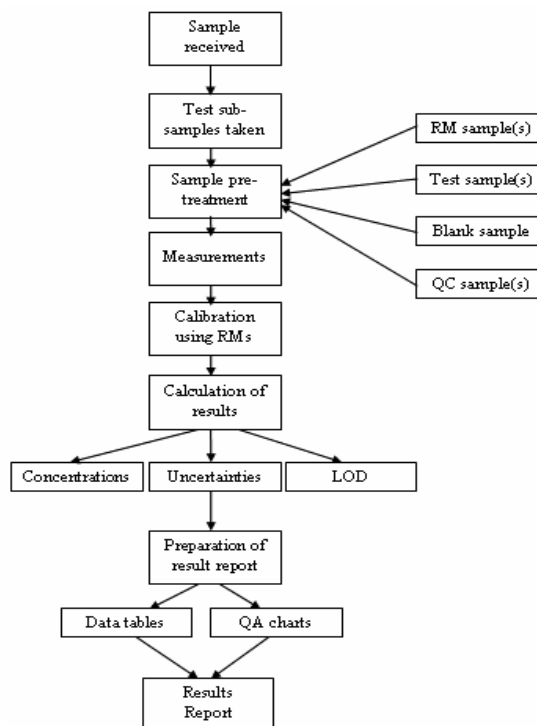 Sample
received
Test sub-
samples taken
RM sample(s)
Sample pre-
treatment
Test sample(s)
Blank sample
Measurements
QC sample(s)
Calibration
using RMs
Calculation of
results
Concentrations
Uncertainties
LOD
Preparation of
result report
Data tables
QA charts
Results
Report